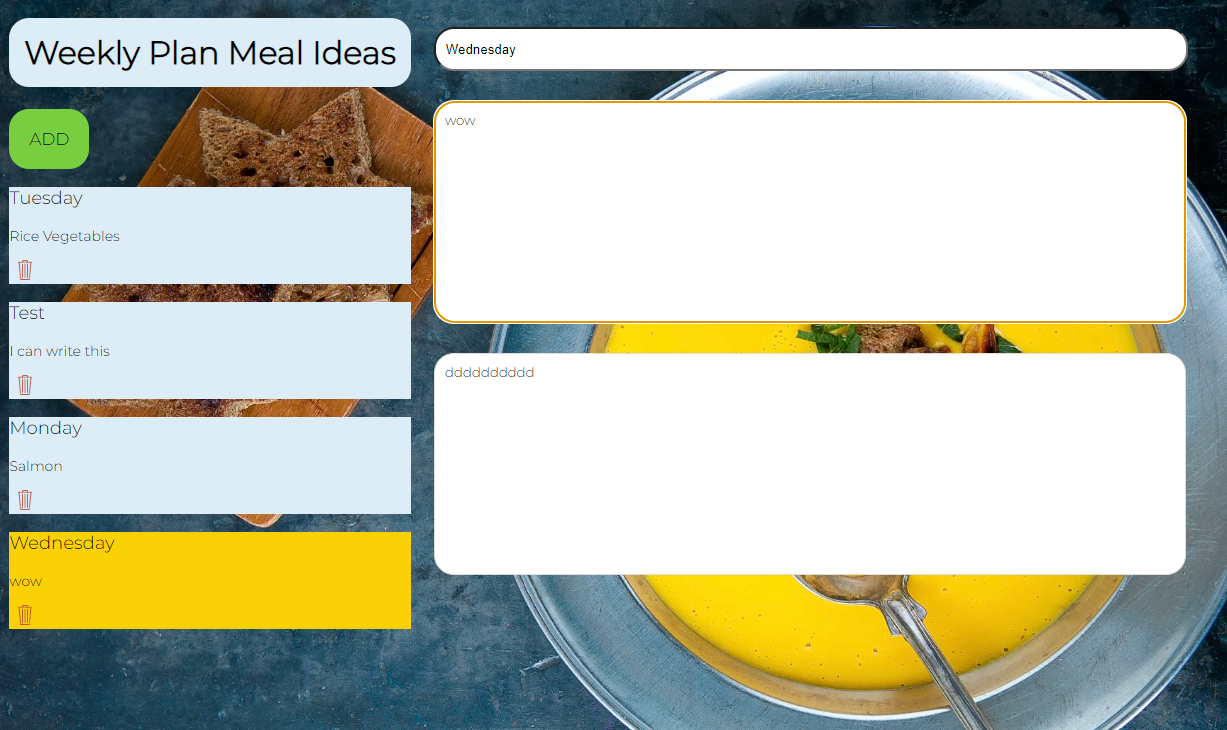 Weekly Plan Meal Ideas
ADD
Tuesday
Rice Vegetables
Test
I can write this
Monday
Salmon
Wednesday
wow
Wednesday
wow
dddddddddd